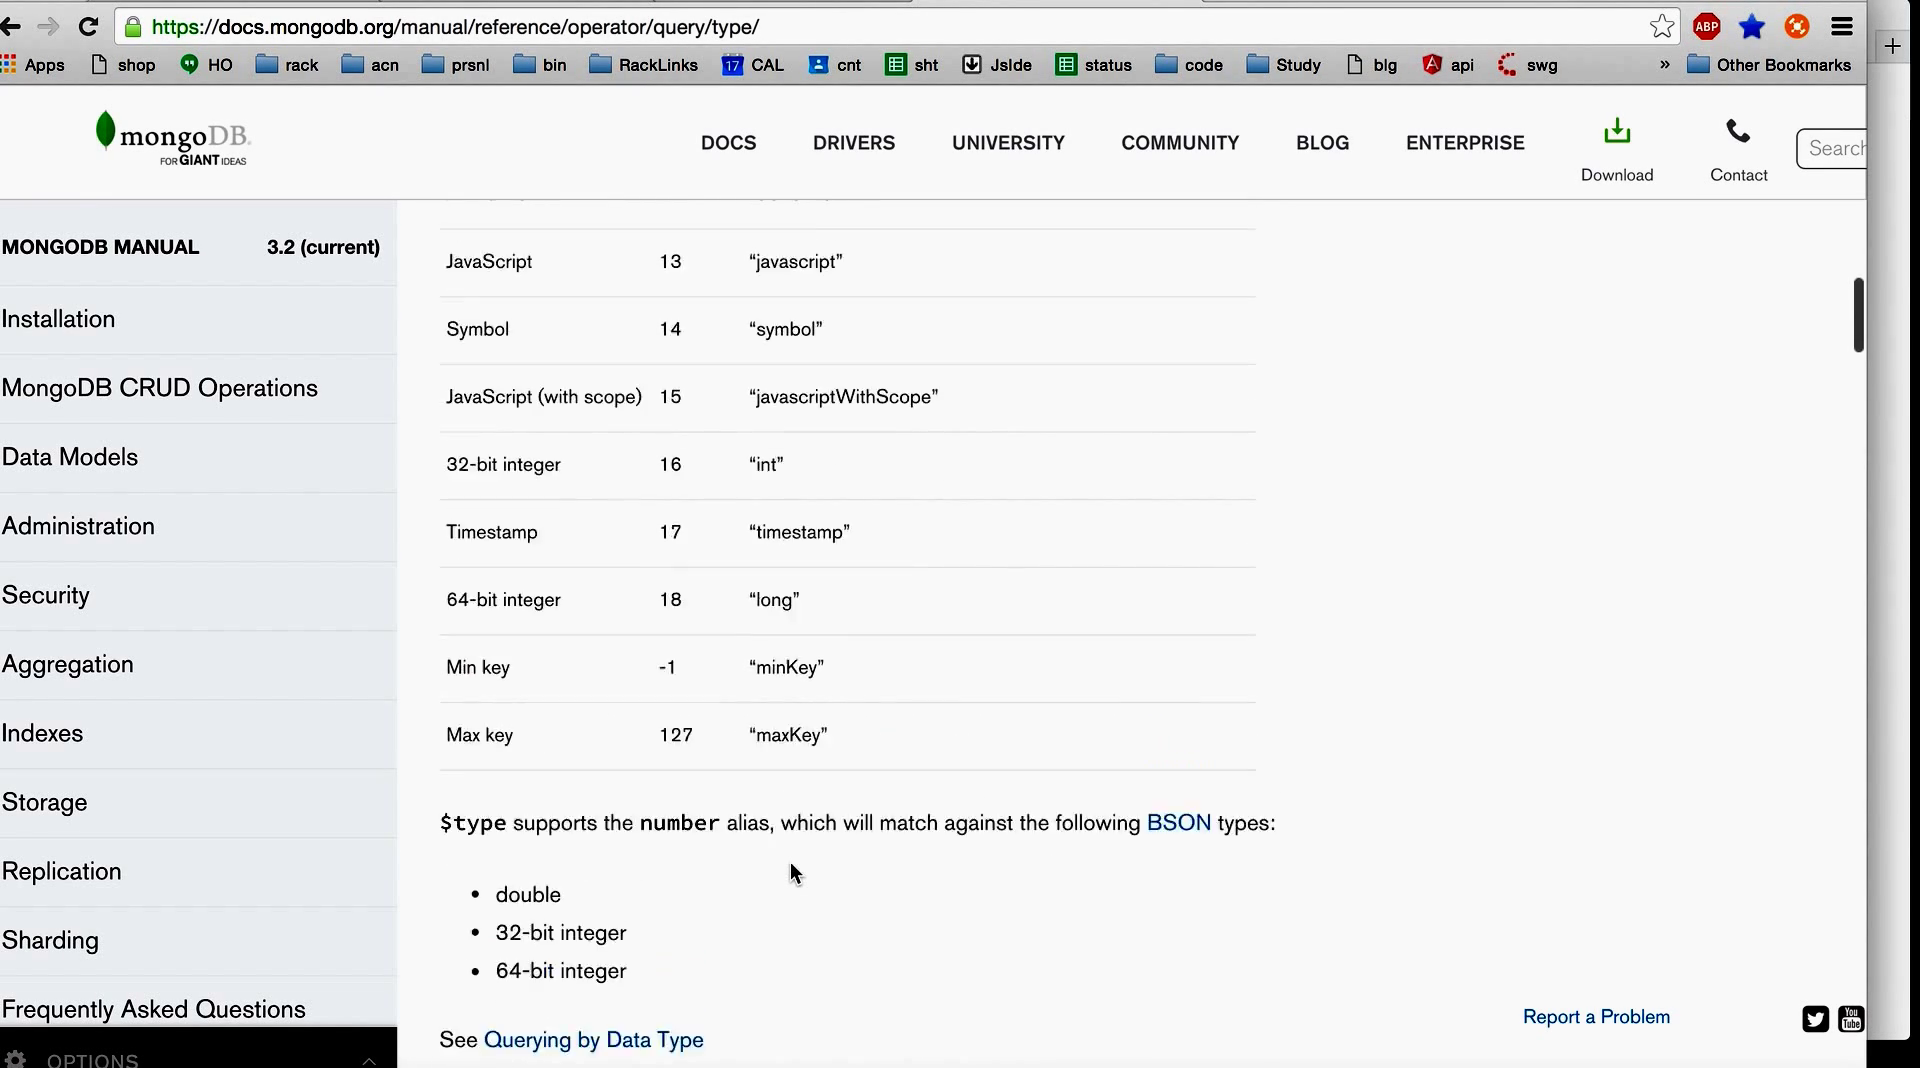 https://docs.mongodb.org/manual/reference/operator/query/type/
ABP
Apps shop HO rack acn prsnl bin RackLinks 17 CAL cnt sht JsIde status code Study blg api swg » Other Bookmarks
mongoDB.
FOR GIANT IDEAS
DOCS DRIVERS UNIVERSITY COMMUNITY BLOG ENTERPRISE Download Contact Search
MONGODB MANUAL 3.2 (current)
Installation
MongoDB CRUD Operations
Data Models
Administration
Security
Aggregation
Indexes
Storage
Replication
Sharding
Frequently Asked Questions
OPTIONS
JavaScript 13 “javascript”
Symbol 14 “symbol”
JavaScript (with scope) 15 “javascriptWithScope”
32-bit integer 16 “int”
Timestamp 17 “timestamp”
64-bit integer 18 “long”
Min key -1 “minKey”
Max key 127 “maxKey”
$type supports the number alias, which will match against the following BSON types:
• double
• 32-bit integer
• 64-bit integer
See Querying by Data Type
Report a Problem
You Tube